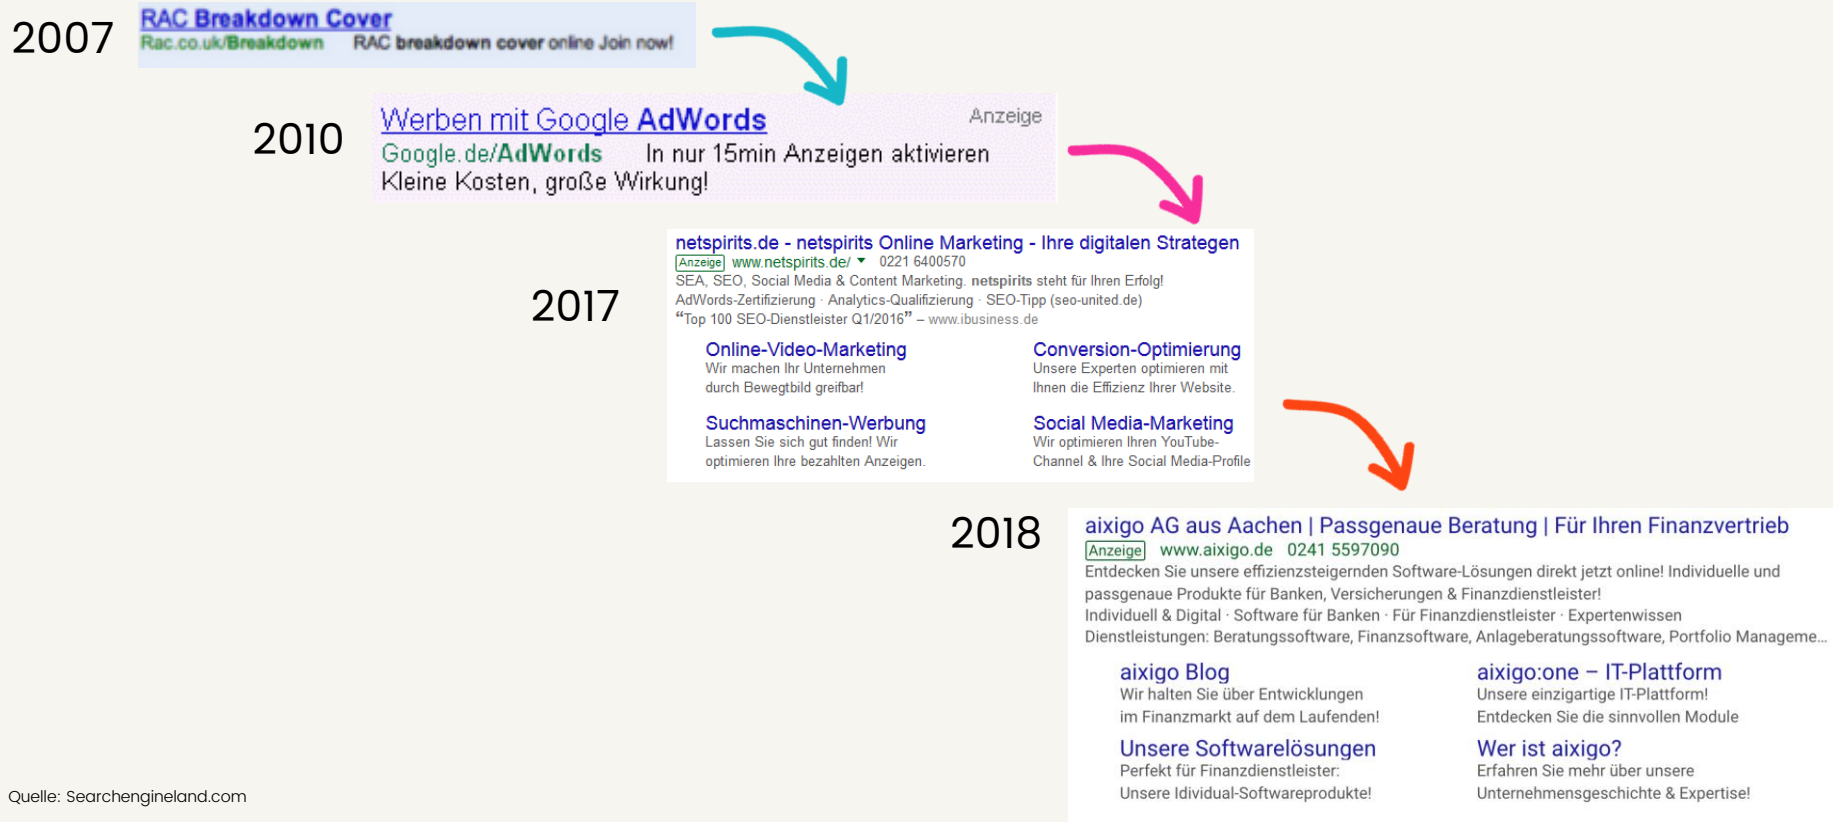 2007
RAC Breakdown Cover
Rac.co.uk/Breakdown RAC breakdown cover online Join now!
2010
Werben mit Google AdWords Anzeige
Google.de/AdWords In nur 15min Anzeigen aktivieren
Kleine Kosten, große Wirkung!
2017
netspirits.de - netspirits Online Marketing - Ihre digitalen Strategen
Anzeige www.netspirits.de/ 0221 6400570
SEA, SEO, Social Media & Content Marketing. netspirits steht für Ihren Erfolg!
AdWords-Zertifizierung · Analytics-Qualifizierung · SEO-Tipp (seo-united.de)
“Top 100 SEO-Dienstleister Q1/2016” – www.ibusiness.de
Online-Video-Marketing
Wir machen Ihr Unternehmen
durch Bewegtbild greifbar!
Conversion-Optimierung
Unsere Experten optimieren mit
Ihnen die Effizienz Ihrer Website.
Suchmaschinen-Werbung
Lassen Sie sich gut finden! Wir
optimieren Ihre bezahlten Anzeigen.
Social Media-Marketing
Wir optimieren Ihren YouTube-
Channel & Ihre Social Media-Profile
2018
aixigo AG aus Aachen | Passgenaue Beratung | Für Ihren Finanzvertrieb
Anzeige www.aixigo.de 0241 5597090
Entdecken Sie unsere effizienzsteigernden Software-Lösungen direkt jetzt online! Individuelle und
passgenaue Produkte für Banken, Versicherungen & Finanzdienstleister!
Individuell & Digital · Software für Banken · Für Finanzdienstleister · Expertenwissen
Dienstleistungen: Beratungssoftware, Finanzsoftware, Anlageberatungssoftware, Portfolio Manageme...
aixigo Blog
Wir halten Sie über Entwicklungen
im Finanzmarkt auf dem Laufenden!
aixigo:one – IT-Plattform
Unsere einzigartige IT-Plattform!
Entdecken Sie die sinnvollen Module
Unsere Softwarelösungen
Perfekt für Finanzdienstleister:
Unsere Idividual-Softwareprodukte!
Wer ist aixigo?
Erfahren Sie mehr über unsere
Unternehmensgeschichte & Expertise!
Quelle: Searchengineland.com